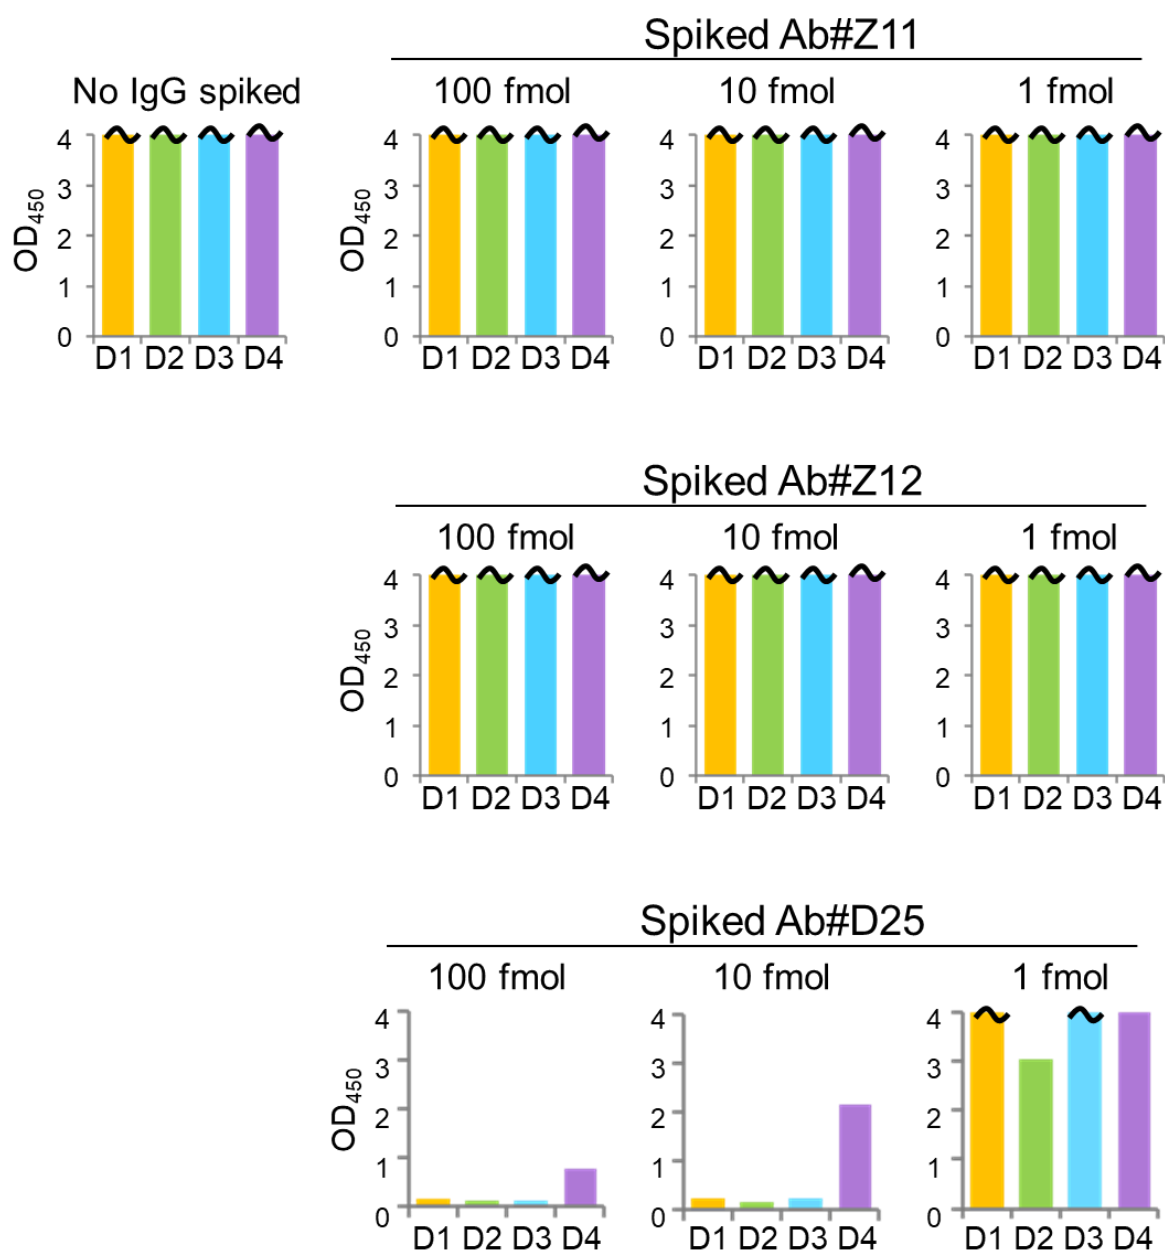 Spiked Ab#Z11
No IgG spiked
100 fmol
10 fmol
1 fmol
OD450
4
3
2
1
0
D1 D2 D3 D4
OD450
4
3
2
1
0
D1 D2 D3 D4
4
3
2
1
0
D1 D2 D3 D4
4
3
2
1
0
D1 D2 D3 D4
Spiked Ab#Z12
100 fmol
10 fmol
1 fmol
OD450
4
3
2
1
0
D1 D2 D3 D4
4
3
2
1
0
D1 D2 D3 D4
4
3
2
1
0
D1 D2 D3 D4
Spiked Ab#D25
100 fmol
10 fmol
1 fmol
OD450
4
3
2
1
0
D1 D2 D3 D4
4
3
2
1
0
D1 D2 D3 D4
4
3
2
1
0
D1 D2 D3 D4